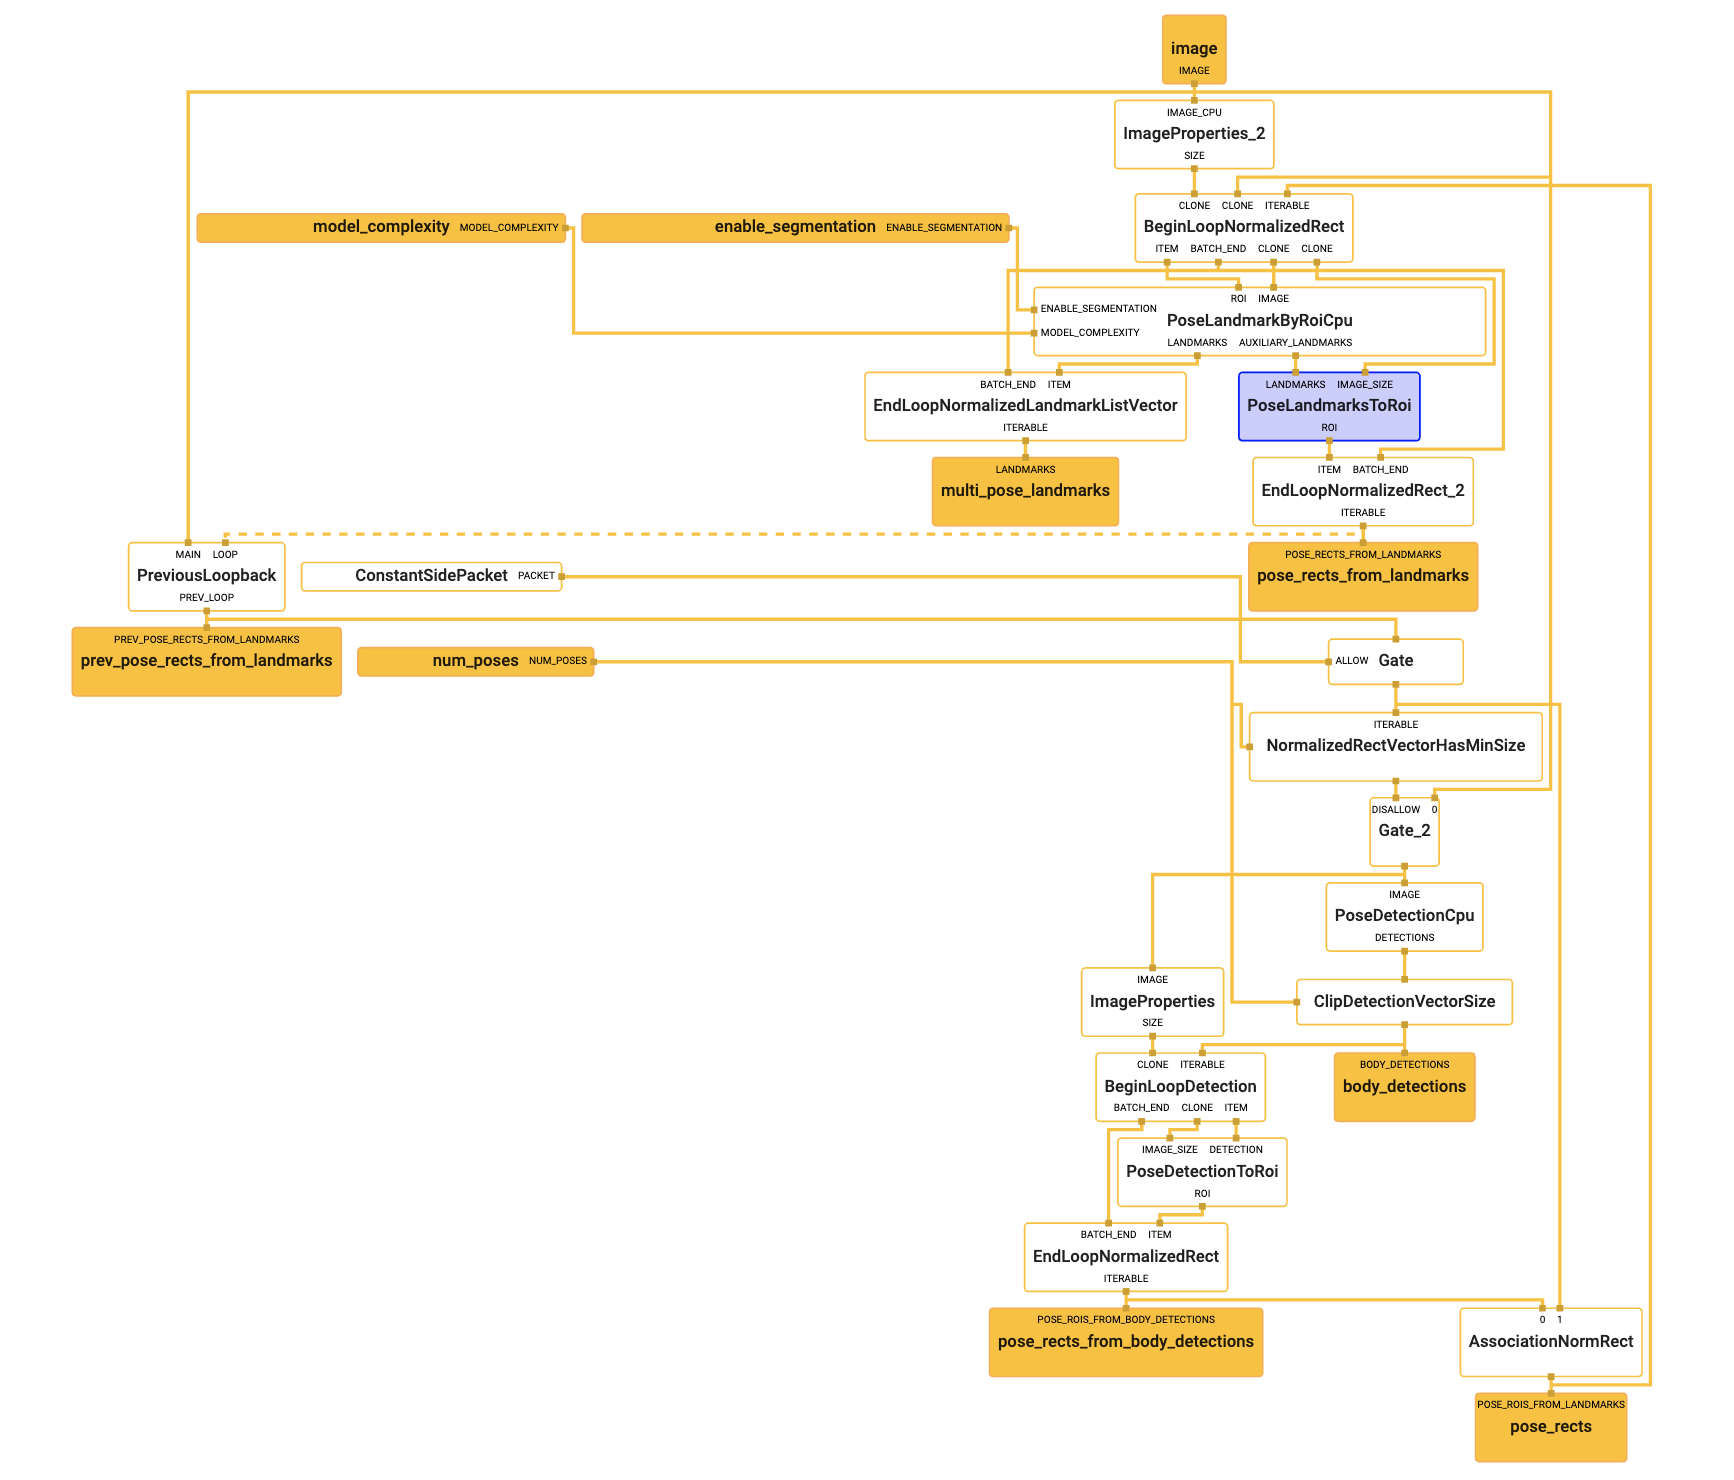 image
IMAGE
IMAGE_CPU
ImageProperties_2
SIZE
CLONE CLONE ITERABLE
BeginLoopNormalizedRect
ITEM BATCH_END CLONE CLONE
model_complexity MODEL_COMPLEXITY
enable_segmentation ENABLE_SEGMENTATION
ROI IMAGE
ENABLE_SEGMENTATION
PoseLandmarkByRoiCpu
MODEL_COMPLEXITY
LANDMARKS AUXILIARY_LANDMARKS
BATCH_END ITEM
EndLoopNormalizedLandmarkListVector
ITERABLE
LANDMARKS IMAGE_SIZE
PoseLandmarksToRoi
ROI
LANDMARKS
multi_pose_landmarks
ITEM BATCH_END
EndLoopNormalizedRect_2
ITERABLE
MAIN LOOP
PreviousLoopback
PREV_LOOP
ConstantSidePacket PACKET
POSE_RECTS_FROM_LANDMARKS
pose_rects_from_landmarks
PREV_POSE_RECTS_FROM_LANDMARKS
prev_pose_rects_from_landmarks
num_poses NUM_POSES
ALLOW Gate
ITERABLE
NormalizedRectVectorHasMinSize
DISALLOW 0
Gate_2
IMAGE
PoseDetectionCpu
DETECTIONS
IMAGE
ImageProperties
SIZE
ClipDetectionVectorSize
CLONE ITERABLE
BeginLoopDetection
BATCH_END CLONE ITEM
BODY_DETECTIONS
body_detections
IMAGE_SIZE DETECTION
PoseDetectionToRoi
ROI
BATCH_END ITEM
EndLoopNormalizedRect
ITERABLE
POSE_ROIS_FROM_BODY_DETECTIONS
pose_rects_from_body_detections
0 1
AssociationNormRect
POSE_ROIS_FROM_LANDMARKS
pose_rects